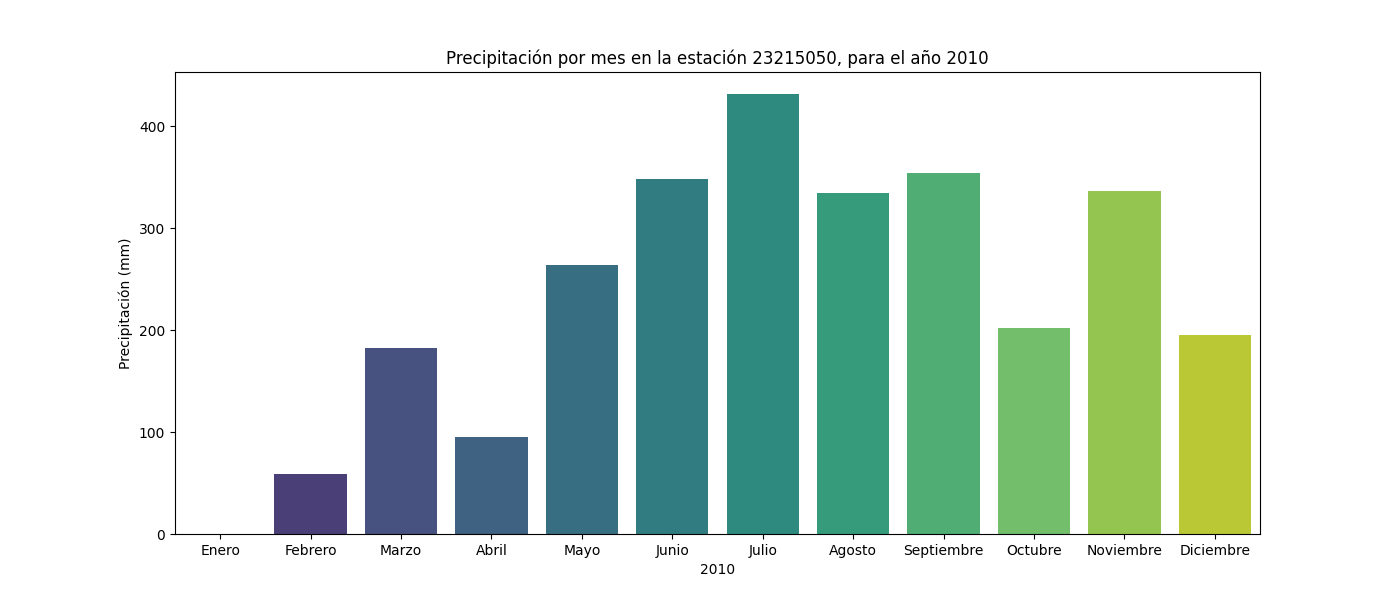 Precipitación por mes en la estación 23215050, para el año 2010
Precipitación (mm)
400
300
200
100
0
Enero Febrero Marzo Abril Mayo Junio Julio Agosto Septiembre Octubre Noviembre Diciembre
2010